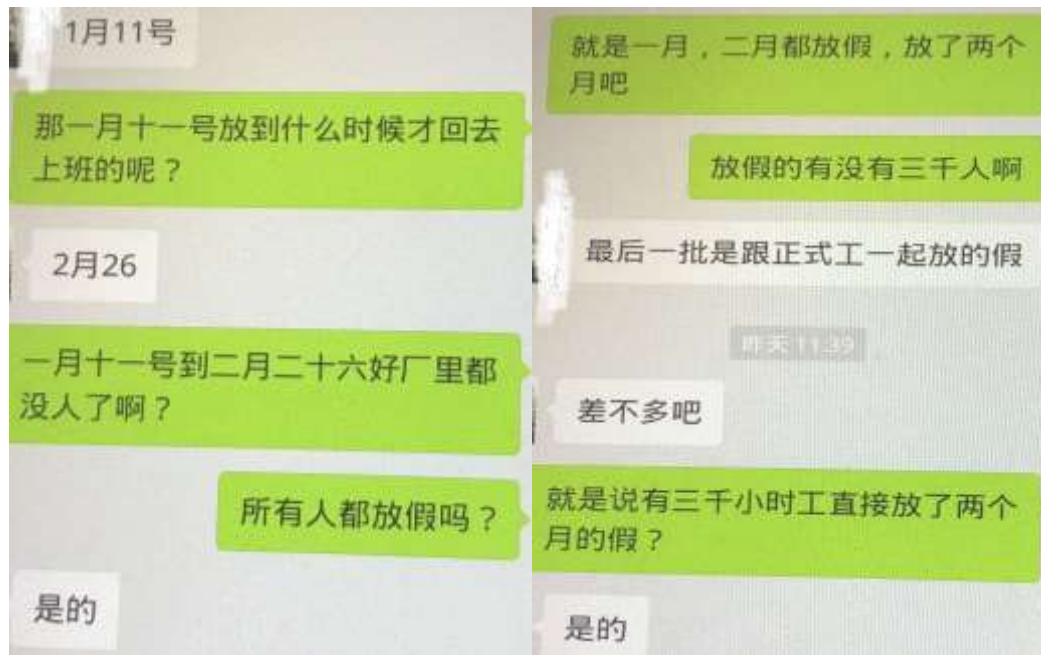 1月11号
那一月十一号放到什么时候才回去
上班的呢？
2月26
一月十一号到二月二十六好厂里都
没人了啊？
所有人都放假吗？
是的
就是一月，二月都放假，放了两个
月吧
放假的有没有三千人啊
最后一批是跟正式工一起放的假
昨天 11:39
差不多吧
就是说有三千小时工直接放了两个
月的假？
是的